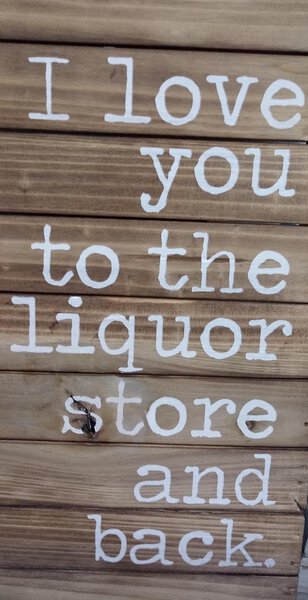 I love
you
to the
liquor
store
and
back.